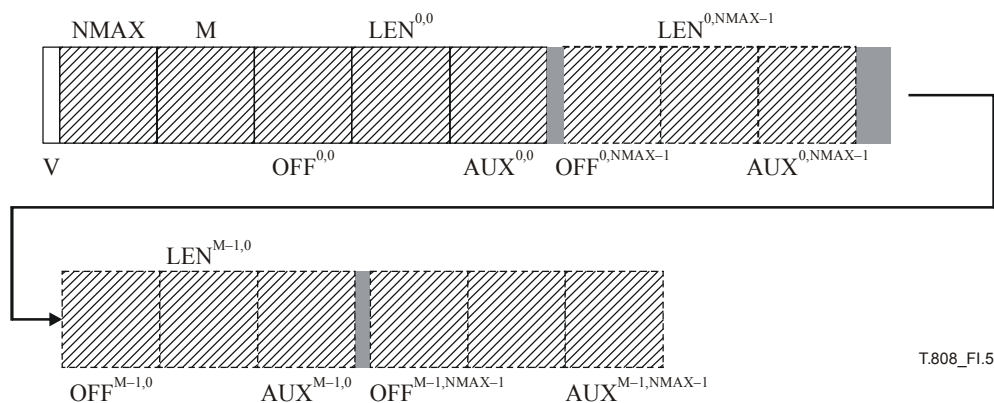 NMAX M LEN^0,0 LEN^0,NMAX–1
V OFF^0,0 AUX^0,0 OFF^0,NMAX–1 AUX^0,NMAX–1
LEN^M–1,0
OFF^M–1,0 AUX^M–1,0 OFF^M–1,NMAX–1 AUX^M–1,NMAX–1
T.808_FI.5